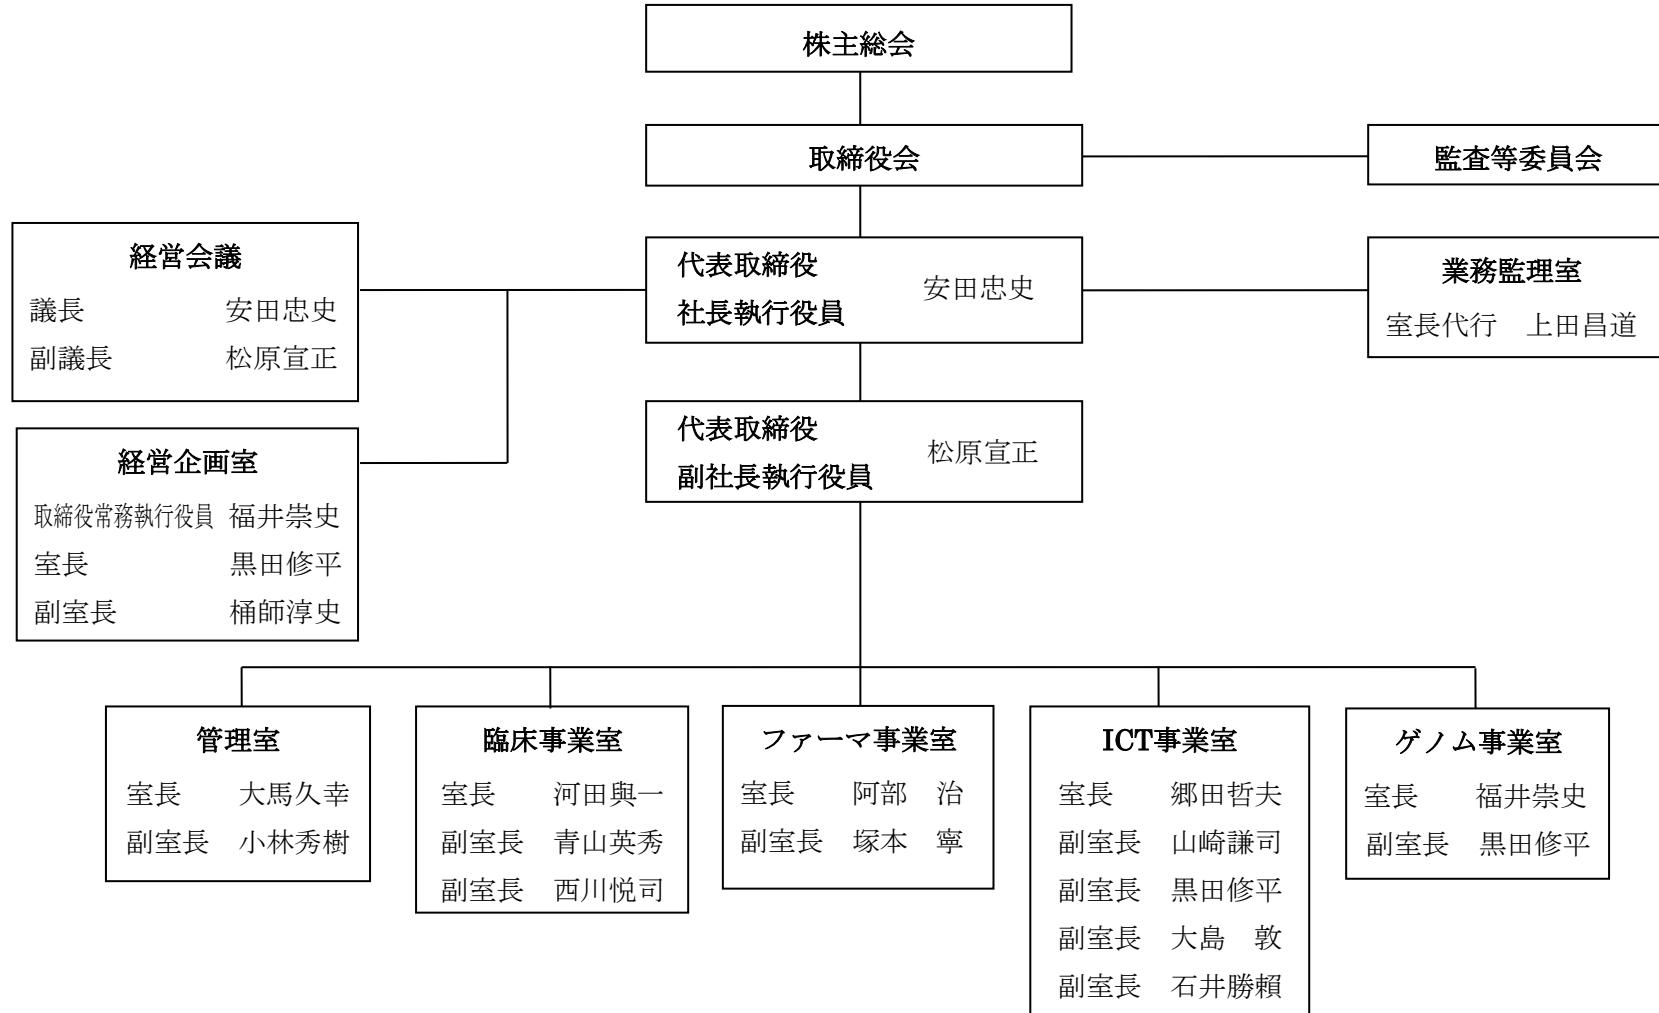 株主総会
取締役会
監査等委員会
経営会議
議長 安田忠史
副議長 松原宣正
代表取締役
社長執行役員
安田忠史
業務監理室
室長代行 上田昌道
経営企画室
取締役常務執行役員 福井崇史
室長 黒田修平
副室長 桶師淳史
代表取締役
副社長執行役員
松原宣正
管理室
室長 大馬久幸
副室長 小林秀樹
臨床事業室
室長 河田與一
副室長 青山英秀
副室長 西川悦司
ファーマ事業室
室長 阿部 治
副室長 塚本 寧
ICT事業室
室長 郷田哲夫
副室長 山崎謙司
副室長 黒田修平
副室長 大島 敦
副室長 石井勝賴
ゲノム事業室
室長 福井崇史
副室長 黒田修平